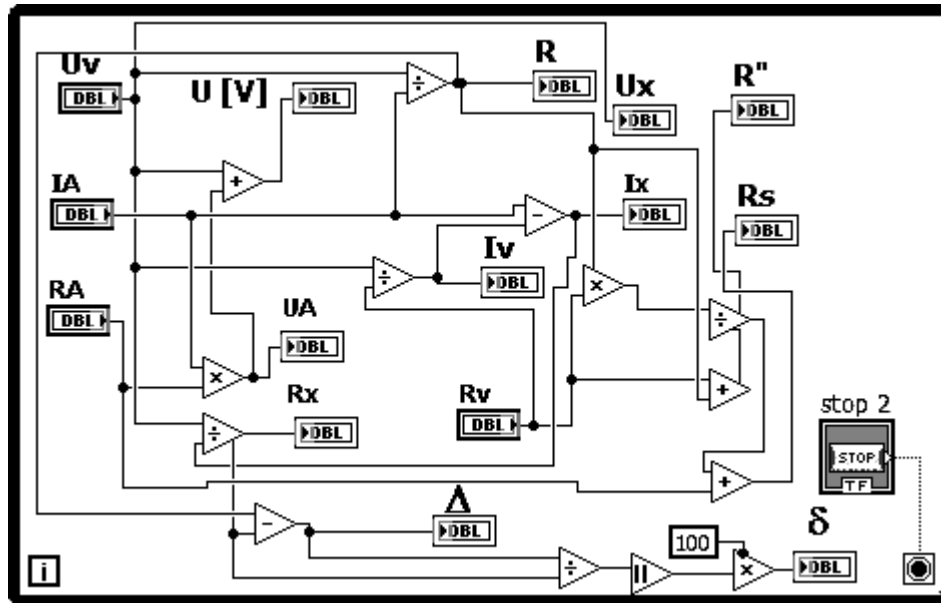 Uv
DBL
U [V]
DBL
R
DBL
Ux
DBL
R"
DBL
IA
DBL
Ix
DBL
Rs
DBL
Iv
DBL
RA
DBL
UA
DBL
Rx
DBL
Rv
DBL
stop 2
STOP
TF
Δ
DBL
100
δ
DBL
i